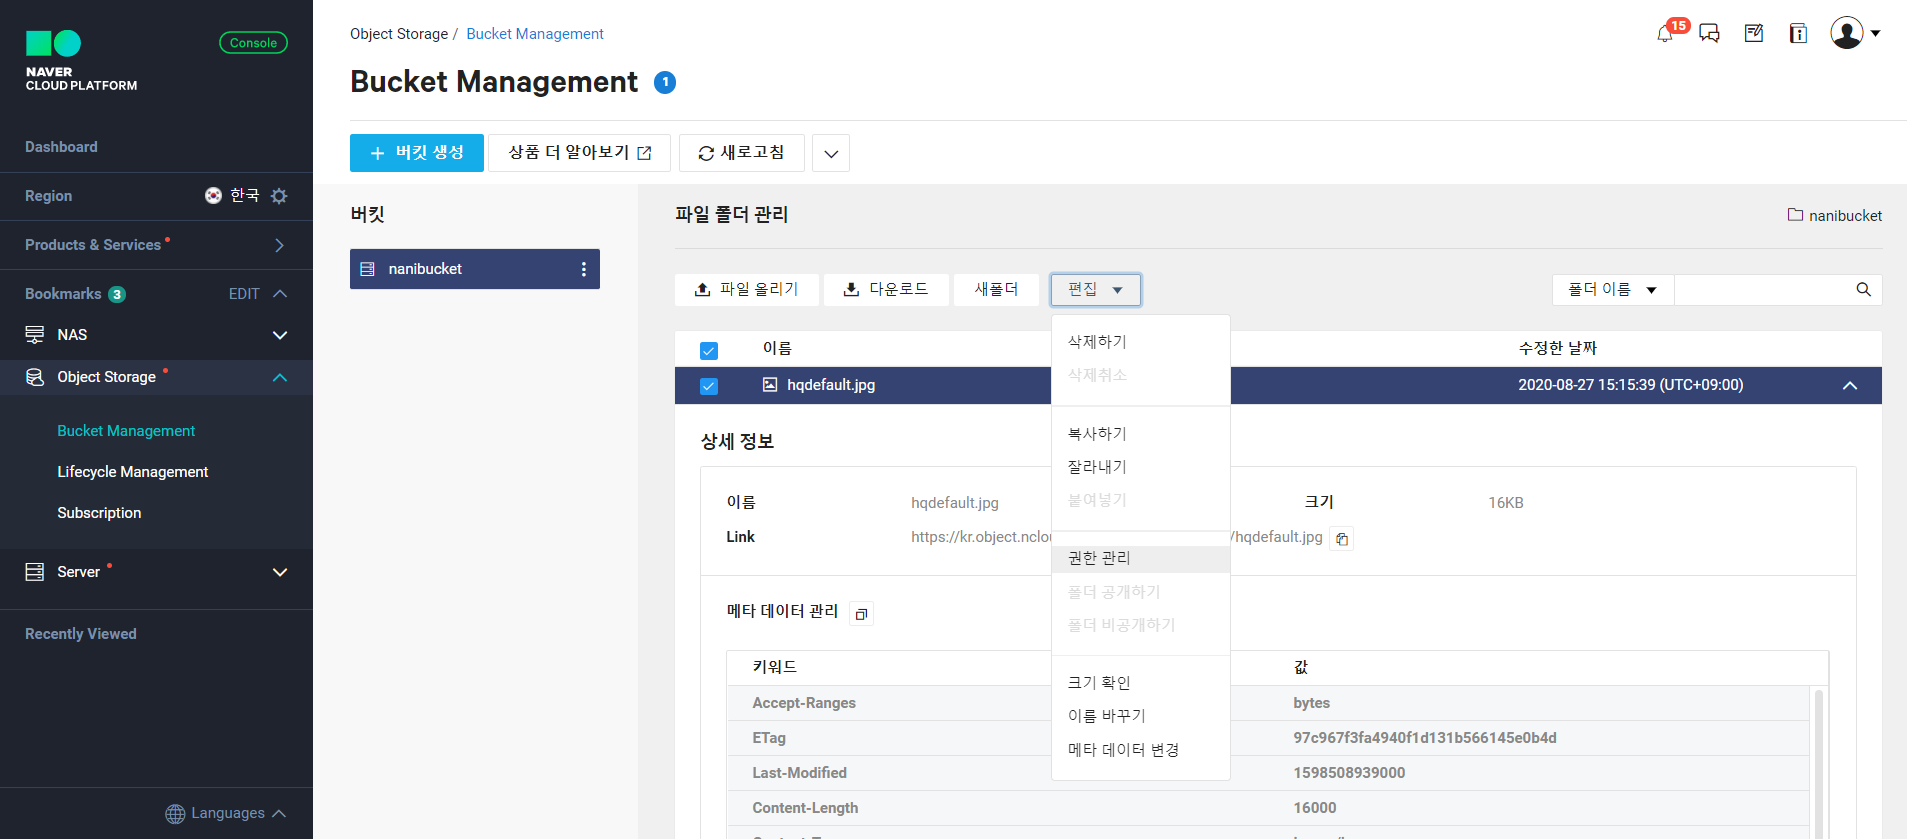 NAVER
CLOUD PLATFORM
Console
Dashboard
Region
한국
Products & Services
Bookmarks 3
EDIT
NAS
Object Storage
Bucket Management
Lifecycle Management
Subscription
Server
Recently Viewed
Languages
Object Storage / Bucket Management
15
Bucket Management 1
+ 버킷 생성
상품 더 알아보기
새로고침
버킷
nanibucket
파일 폴더 관리
nanibucket
파일 올리기
다운로드
새폴더
편집
폴더 이름
삭제하기
삭제취소
복사하기
잘라내기
붙여넣기
권한 관리
폴더 공개하기
폴더 비공개하기
크기 확인
이름 바꾸기
메타 데이터 변경
이름
수정한 날짜
hqdefault.jpg
2020-08-27 15:15:39 (UTC+09:00)
상세 정보
이름
hqdefault.jpg
크기
16KB
Link
https://kr.object.nclou
/hqdefault.jpg
메타 데이터 관리
키워드
값
Accept-Ranges
bytes
ETag
97c967f3fa4940f1d131b566145e0b4d
Last-Modified
1598508939000
Content-Length
16000